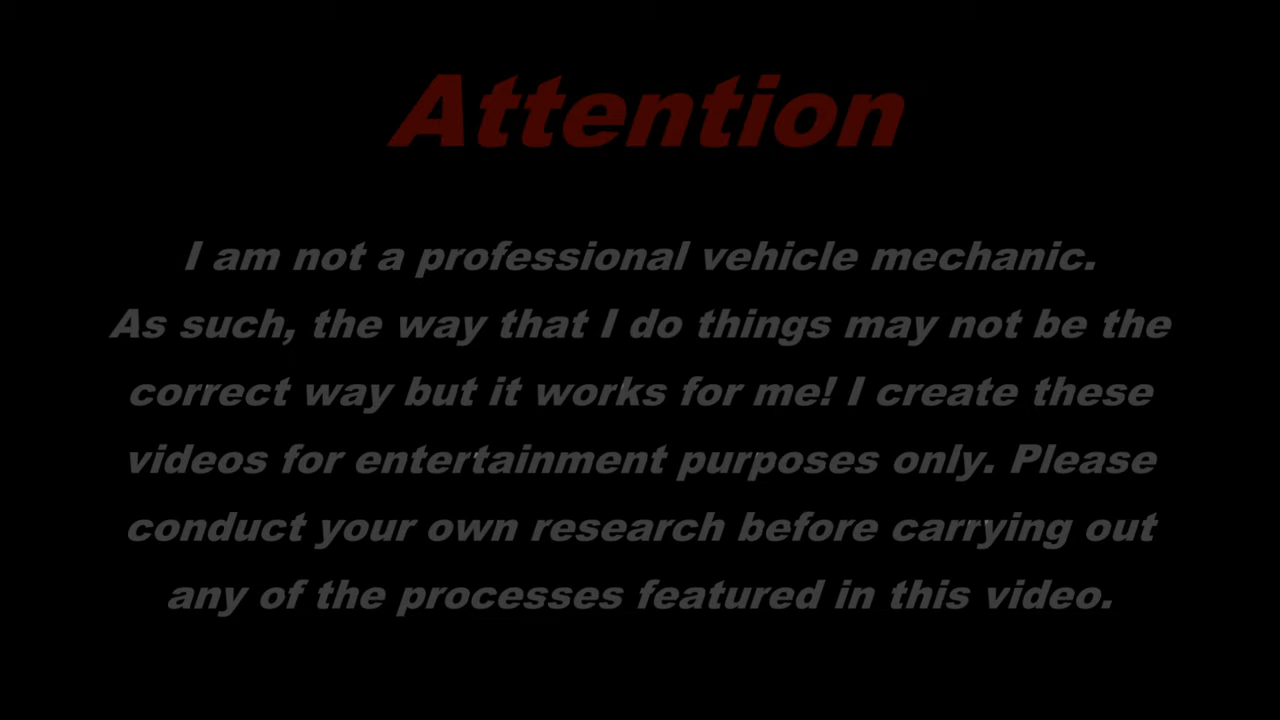 Attention
I am not a professional vehicle mechanic.
As such, the way that I do things may not be the
correct way but it works for me! I create these
videos for entertainment purposes only. Please
conduct your own research before carrying out
any of the processes featured in this video.